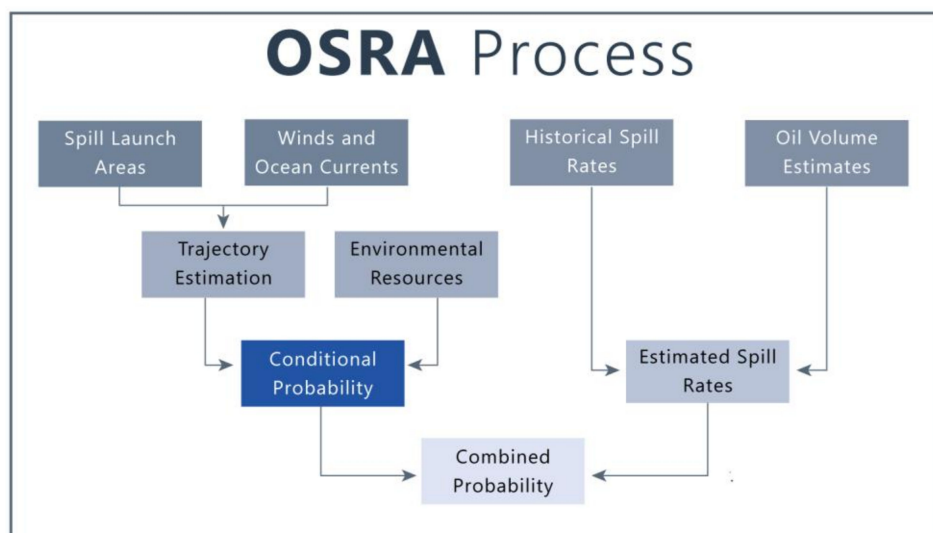 OSRA Process
Spill Launch
Areas
Winds and
Ocean Currents
Historical Spill
Rates
Oil Volume
Estimates
Trajectory
Estimation
Environmental
Resources
Conditional
Probability
Estimated Spill
Rates
Combined
Probability